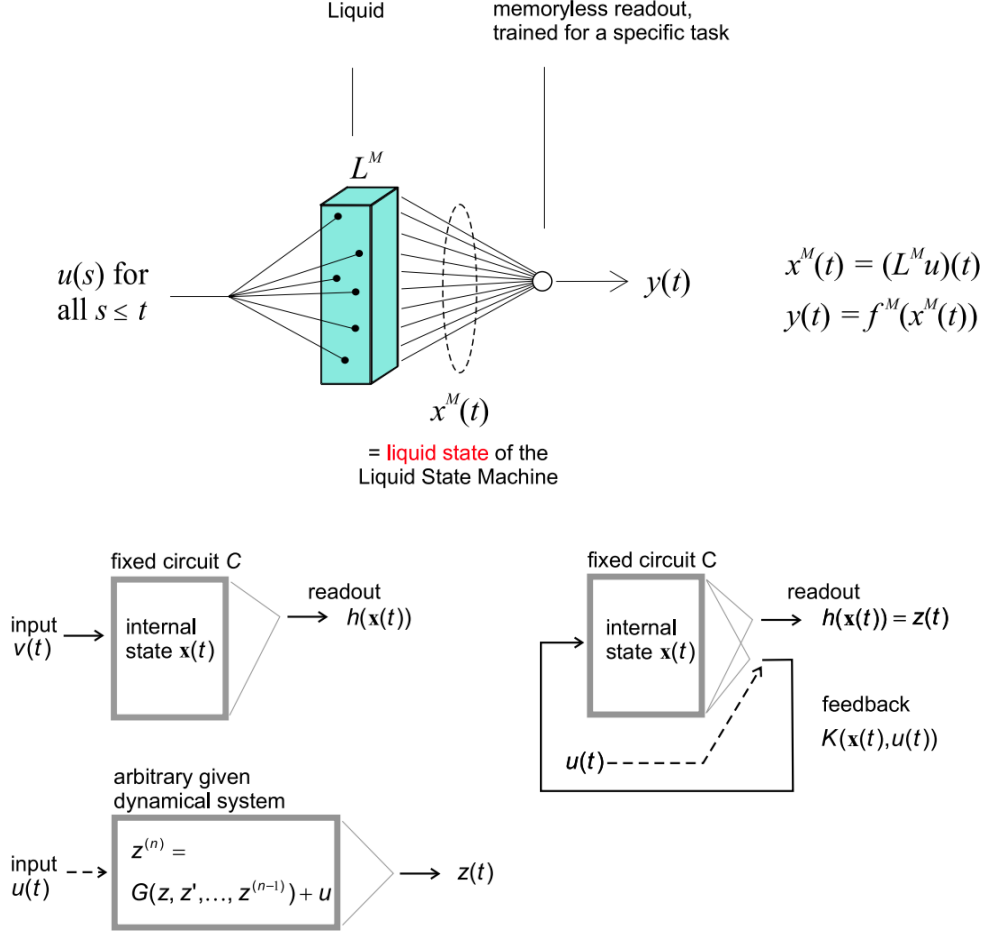 Liquid
memoryless readout,
trained for a specific task
L^M
u(s) for
all s ≤ t
y(t)
x^M(t) = (L^M u)(t)
y(t) = f^M(x^M(t))
x^M(t)
= liquid state of the
Liquid State Machine
fixed circuit C
input
v(t)
internal
state x(t)
readout
h(x(t))
fixed circuit C
internal
state x(t)
readout
h(x(t)) = z(t)
feedback
K(x(t),u(t))
u(t)
arbitrary given
dynamical system
input
u(t)
z^(n) =
G(z, z',..., z^(n−1)) + u
z(t)